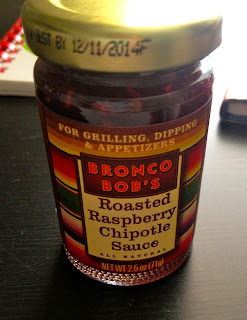 BEST BY 12/11/2014F
FOR GRILLING, DIPPING
& APPETIZERS
BRONCO
BOB'S
Roasted
Raspberry
Chipotle
Sauce
ALL NATURAL
NET WT 2.5 OZ (71g)